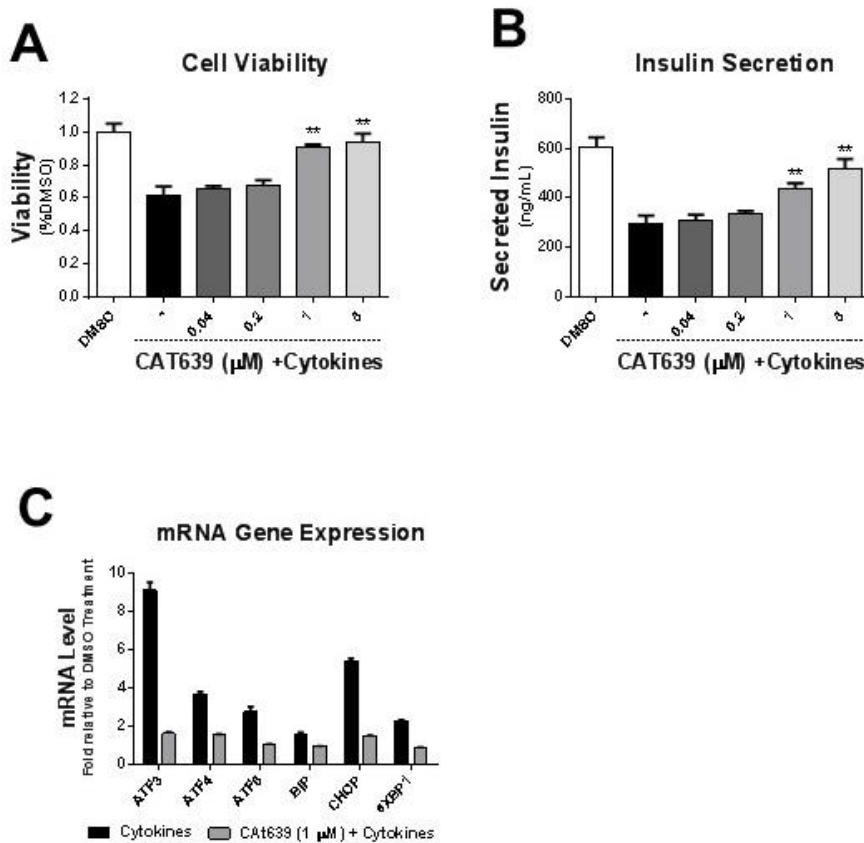 A
Cell Viability
Viability
(%DMSO)
1.2
1.0
0.8
0.6
0.4
0.2
0.0
**
**
DMSO
-
0.04
0.2
1
5
CAT639 (μM) +Cytokines
B
Insulin Secretion
Secreted Insulin
(ng/mL)
800
600
400
200
0
**
**
DMSO
-
0.04
0.2
1
5
CAT639 (μM) +Cytokines
C
mRNA Gene Expression
mRNA Level
Fold relative to DMSO Treatment
10
8
6
4
2
0
ATF3
ATF4
ATF6
BIP
CHOP
sXBP1
Cytokines
CAt639 (1 μM) + Cytokines